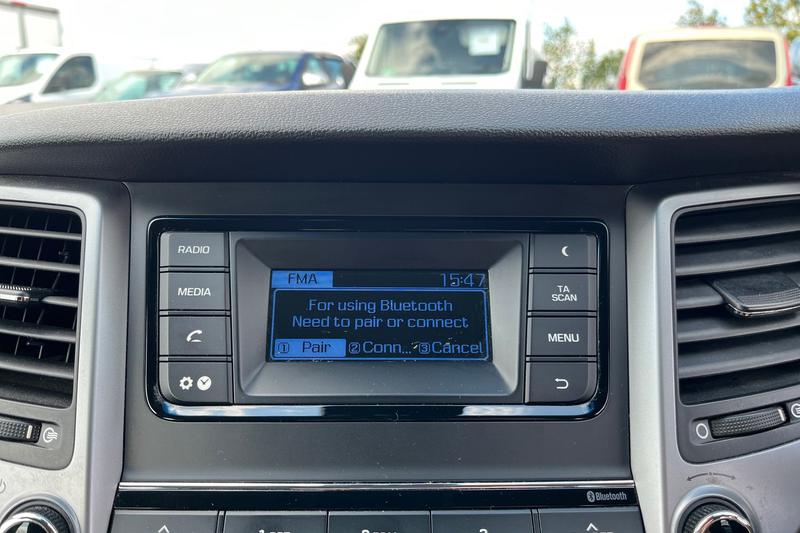 RADIO
MEDIA
FMA 15:47
For using Bluetooth
Need to pair or connect
1 Pair 2 Conn... 3 Cancel
TA
SCAN
MENU
Bluetooth